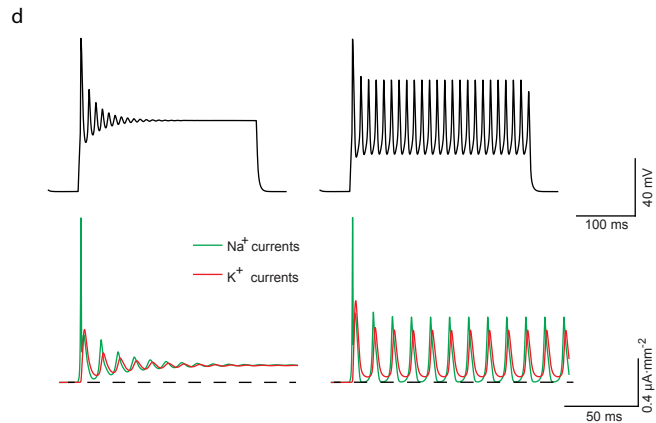 d
40 mV
100 ms
Na+ currents
K+ currents
0.4 µA·mm-2
50 ms